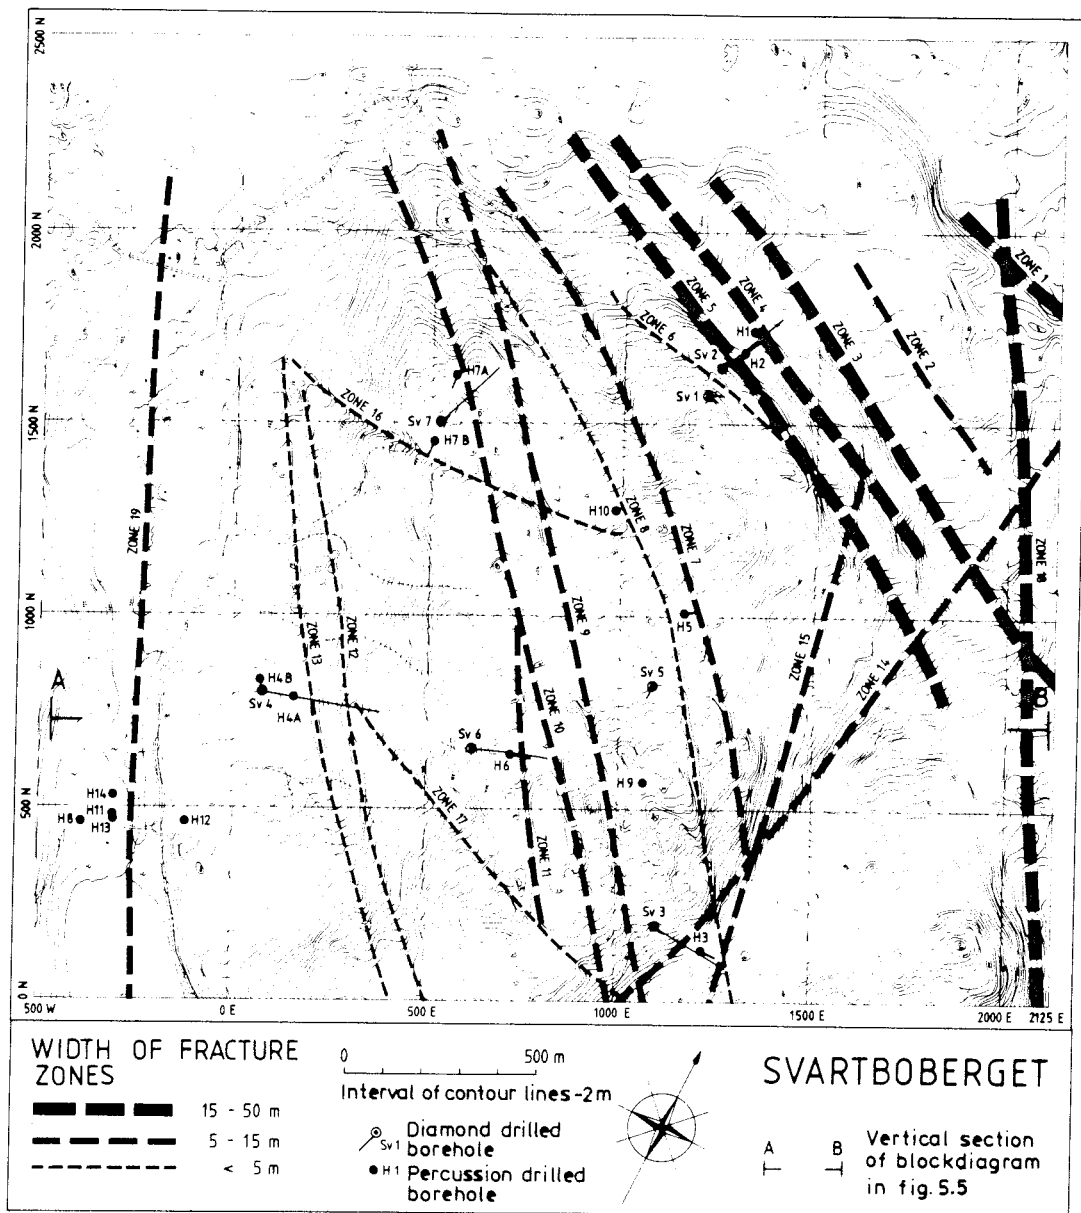 2500 N
2000 N
1500 N
1000 N
500 N
0 N
500 W
0 E
500 E
1000 E
1500 E
2000 E
2125 E
ZONE 1
ZONE 2
ZONE 3
ZONE 4
ZONE 5
ZONE 6
ZONE 7
ZONE 8
ZONE 9
ZONE 10
ZONE 11
ZONE 12
ZONE 13
ZONE 14
ZONE 15
ZONE 16
ZONE 17
ZONE 18
ZONE 19
H1
H2
Sv 2
Sv 1
H7A
Sv 7
H7 B
H10
H5
A
B
H4B
Sv 4
H4A
Sv 5
Sv 6
H6
H9
H14
H11
H8
H13
H12
Sv 3
H3
WIDTH OF FRACTURE
ZONES
15 - 50 m
5 - 15 m
< 5 m
0 500 m
Interval of contour lines-2m
Sv 1 Diamond drilled
borehole
H1 Percussion drilled
borehole
SVARTBOBERGET
A B
Vertical section
of blockdiagram
in fig. 5.5